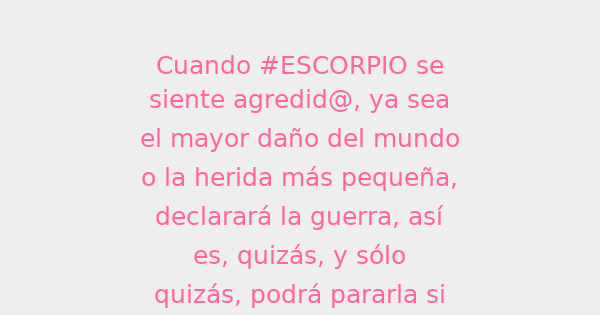 Cuando #ESCORPIO se
siente agredid@, ya sea
el mayor daño del mundo
o la herida más pequeña,
declarará la guerra, así
es, quizás, y sólo
quizás, podrá pararla si